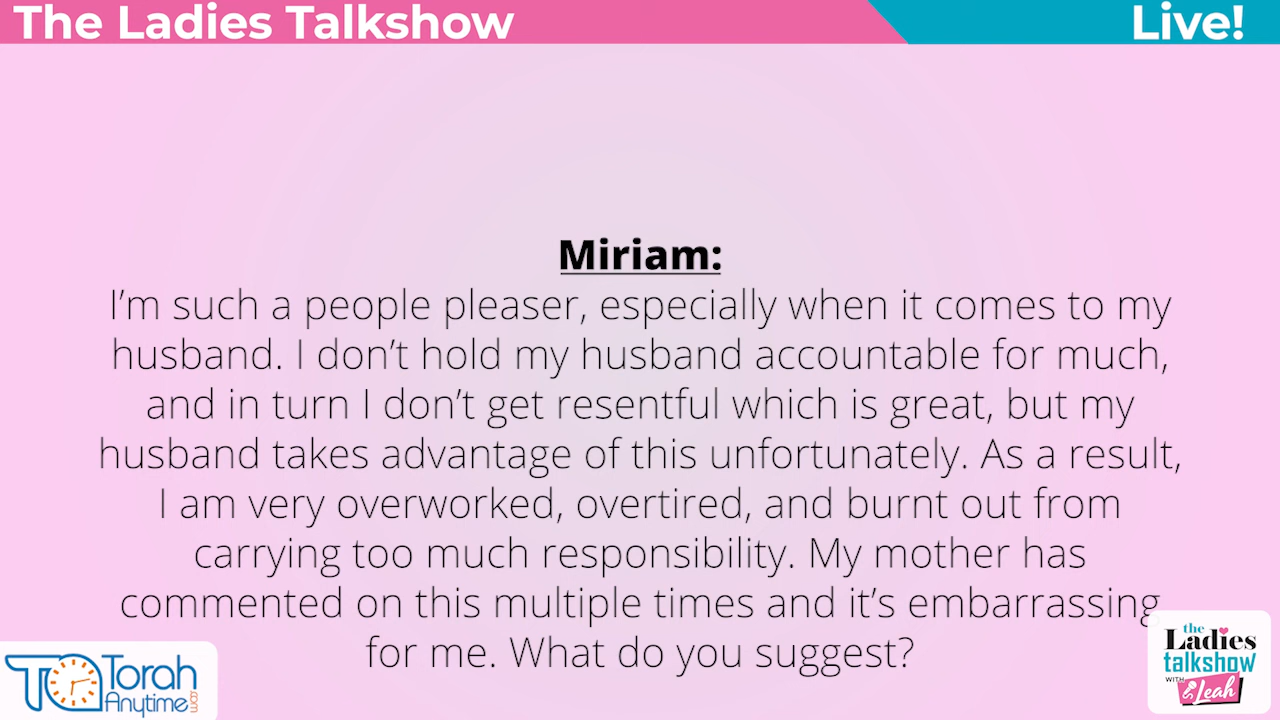 The Ladies Talkshow
Live!
Miriam:
I’m such a people pleaser, especially when it comes to my
husband. I don’t hold my husband accountable for much,
and in turn I don’t get resentful which is great, but my
husband takes advantage of this unfortunately. As a result,
I am very overworked, overtired, and burnt out from
carrying too much responsibility. My mother has
commented on this multiple times and it’s embarrassing
for me. What do you suggest?
TA
Torah
Anytime
.com
the
Ladies
talkshow
WITH
Leah